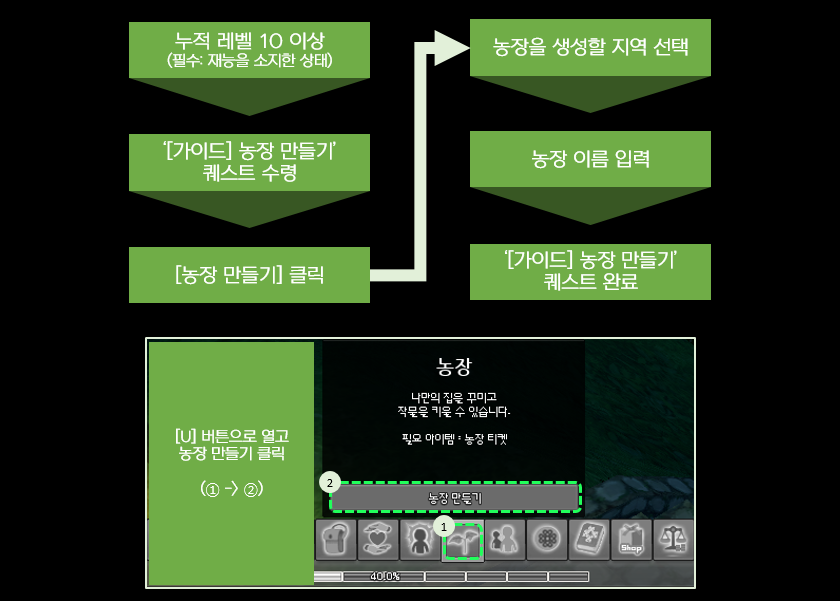 누적 레벨 10 이상
(필수: 재능을 소지한 상태)
‘[가이드] 농장 만들기’
퀘스트 수령
[농장 만들기] 클릭
농장을 생성할 지역 선택
농장 이름 입력
‘[가이드] 농장 만들기’
퀘스트 완료
[U] 버튼으로 열고
농장 만들기 클릭
(① -> ②)
농장
나만의 집을 꾸미고
작물을 키울 수 있습니다.
필요 아이템 : 농장 티켓
2
농장 만들기
1
Shop
40.0%